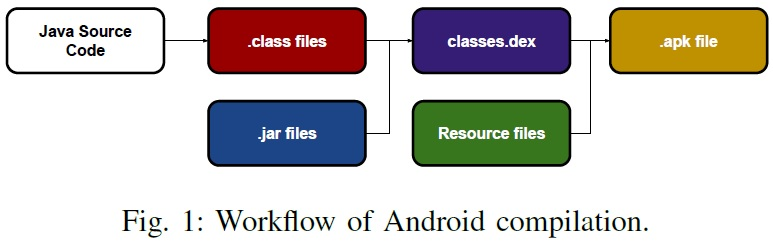 Java Source
Code
.class files
classes.dex
.apk file
.jar files
Resource files
Fig. 1: Workflow of Android compilation.